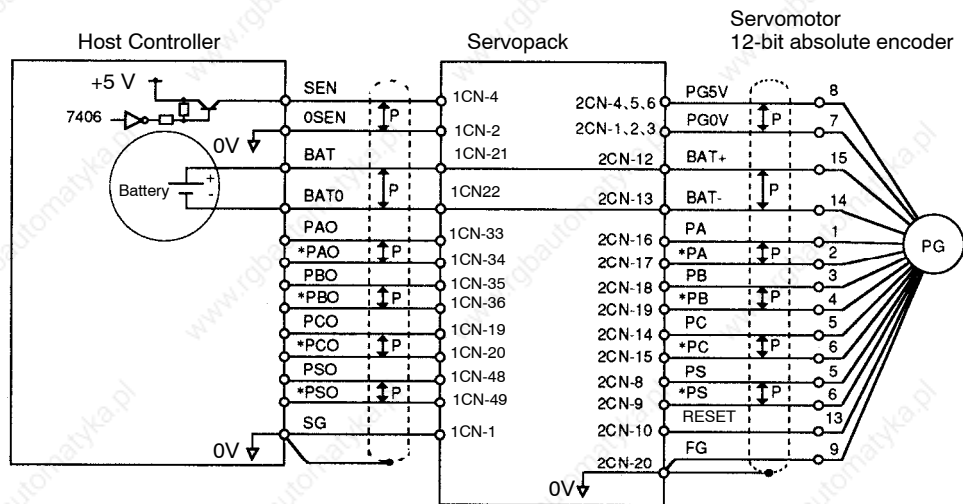 Servomotor
Host Controller Servopack 12-bit absolute encoder
+5 V
7406
0V
Battery
+
-
SEN
0SEN
BAT
BAT0
PAO
*PAO
PBO
*PBO
PCO
*PCO
PSO
*PSO
SG
0V
P
P
P
P
P
P
1CN-4
1CN-2
1CN-21
1CN22
1CN-33
1CN-34
1CN-35
1CN-36
1CN-19
1CN-20
1CN-48
1CN-49
1CN-1
2CN-4、5、6
2CN-1、2、3
2CN-12
2CN-13
2CN-16
2CN-17
2CN-18
2CN-19
2CN-14
2CN-15
2CN-8
2CN-9
2CN-10
2CN-20
0V
PG5V
PG0V
BAT+
BAT-
PA
*PA
PB
*PB
PC
*PC
PS
*PS
RESET
FG
P
P
P
P
P
P
8
7
15
14
1
2
3
4
5
6
5
6
13
9
PG
www.rgbautomatyka.pl